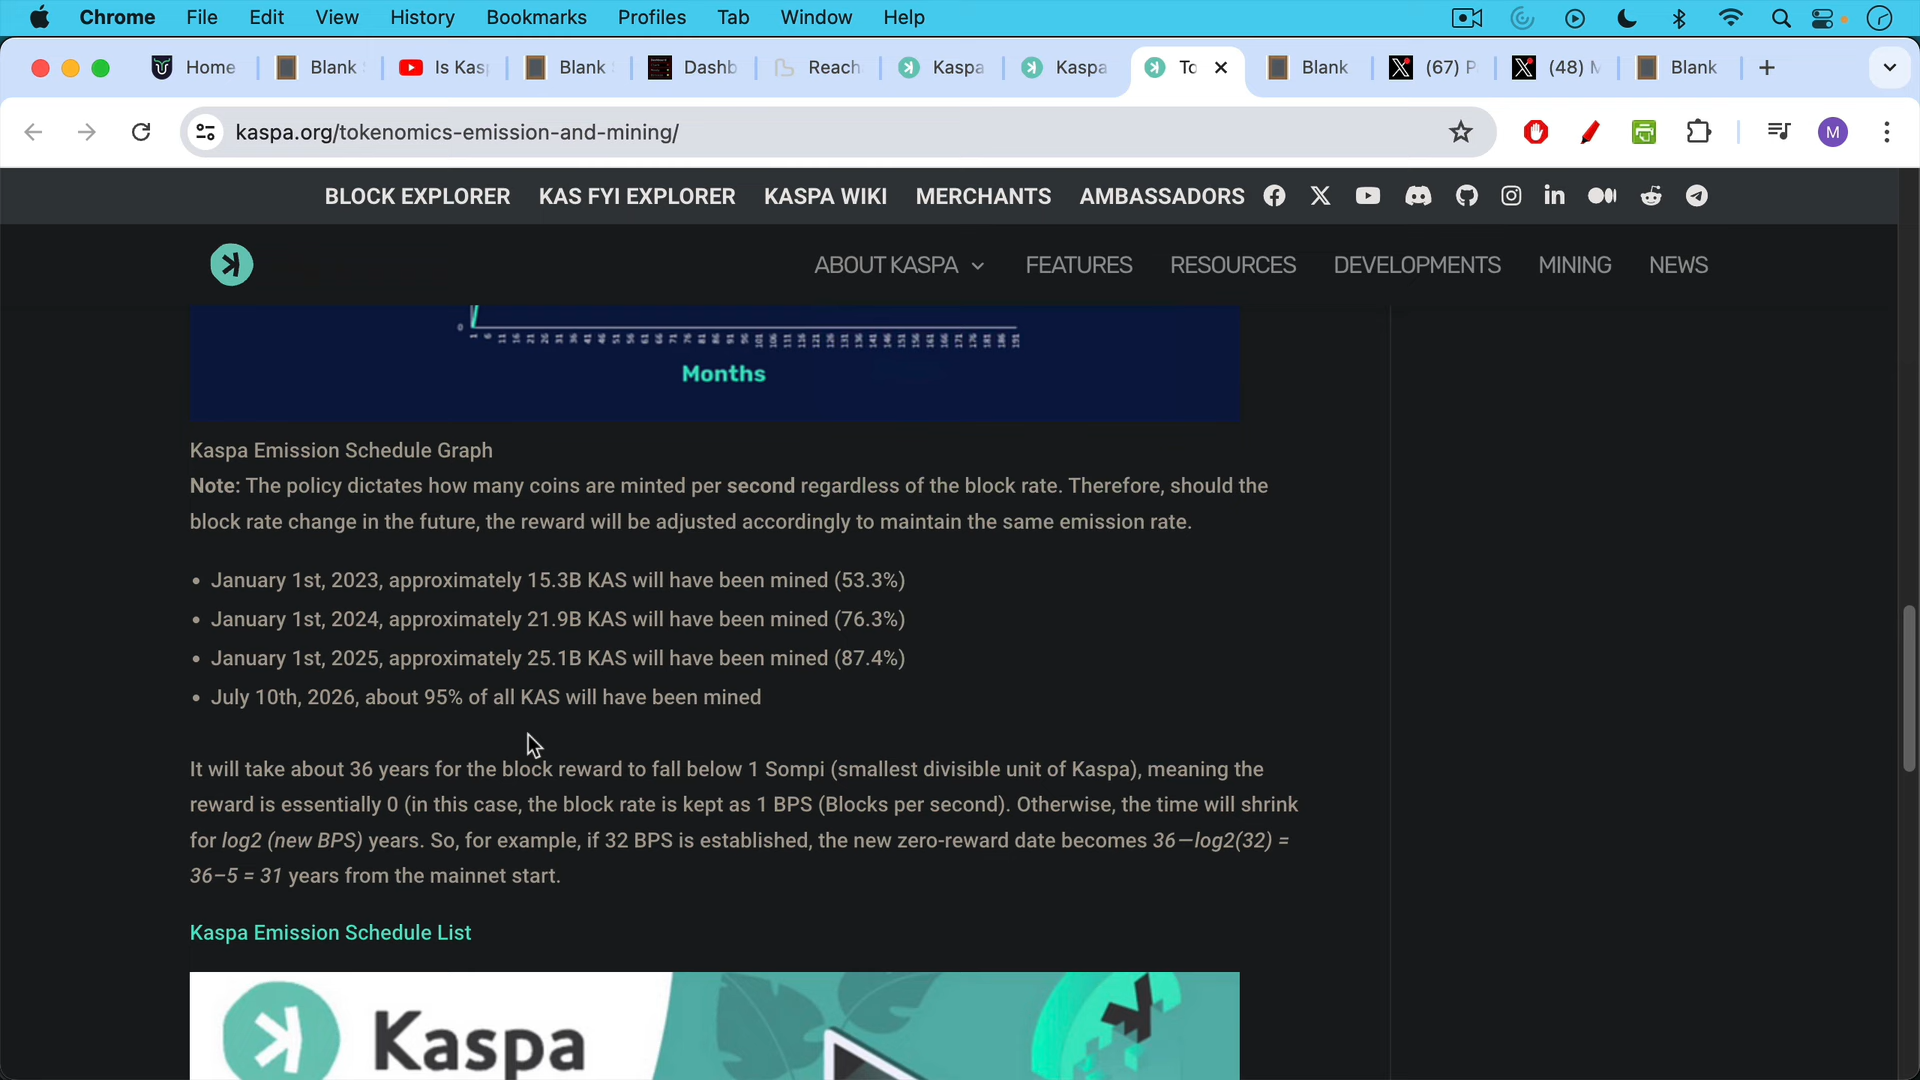 Chrome File Edit View History Bookmarks Profiles Tab Window Help
Home Blank Is Kasp Blank Dashb Reach Kaspa Kaspa To Blank (67) P (48) M Blank
kaspa.org/tokenomics-emission-and-mining/ M
BLOCK EXPLORER KAS FYI EXPLORER KASPA WIKI MERCHANTS AMBASSADORS
ABOUT KASPA FEATURES RESOURCES DEVELOPMENTS MINING NEWS
Months
Kaspa Emission Schedule Graph
Note: The policy dictates how many coins are minted per second regardless of the block rate. Therefore, should the
block rate change in the future, the reward will be adjusted accordingly to maintain the same emission rate.
• January 1st, 2023, approximately 15.3B KAS will have been mined (53.3%)
• January 1st, 2024, approximately 21.9B KAS will have been mined (76.3%)
• January 1st, 2025, approximately 25.1B KAS will have been mined (87.4%)
• July 10th, 2026, about 95% of all KAS will have been mined
It will take about 36 years for the block reward to fall below 1 Sompi (smallest divisible unit of Kaspa), meaning the
reward is essentially 0 (in this case, the block rate is kept as 1 BPS (Blocks per second). Otherwise, the time will shrink
for log2 (new BPS) years. So, for example, if 32 BPS is established, the new zero-reward date becomes 36—log2(32) =
36–5 = 31 years from the mainnet start.
Kaspa Emission Schedule List
Kaspa